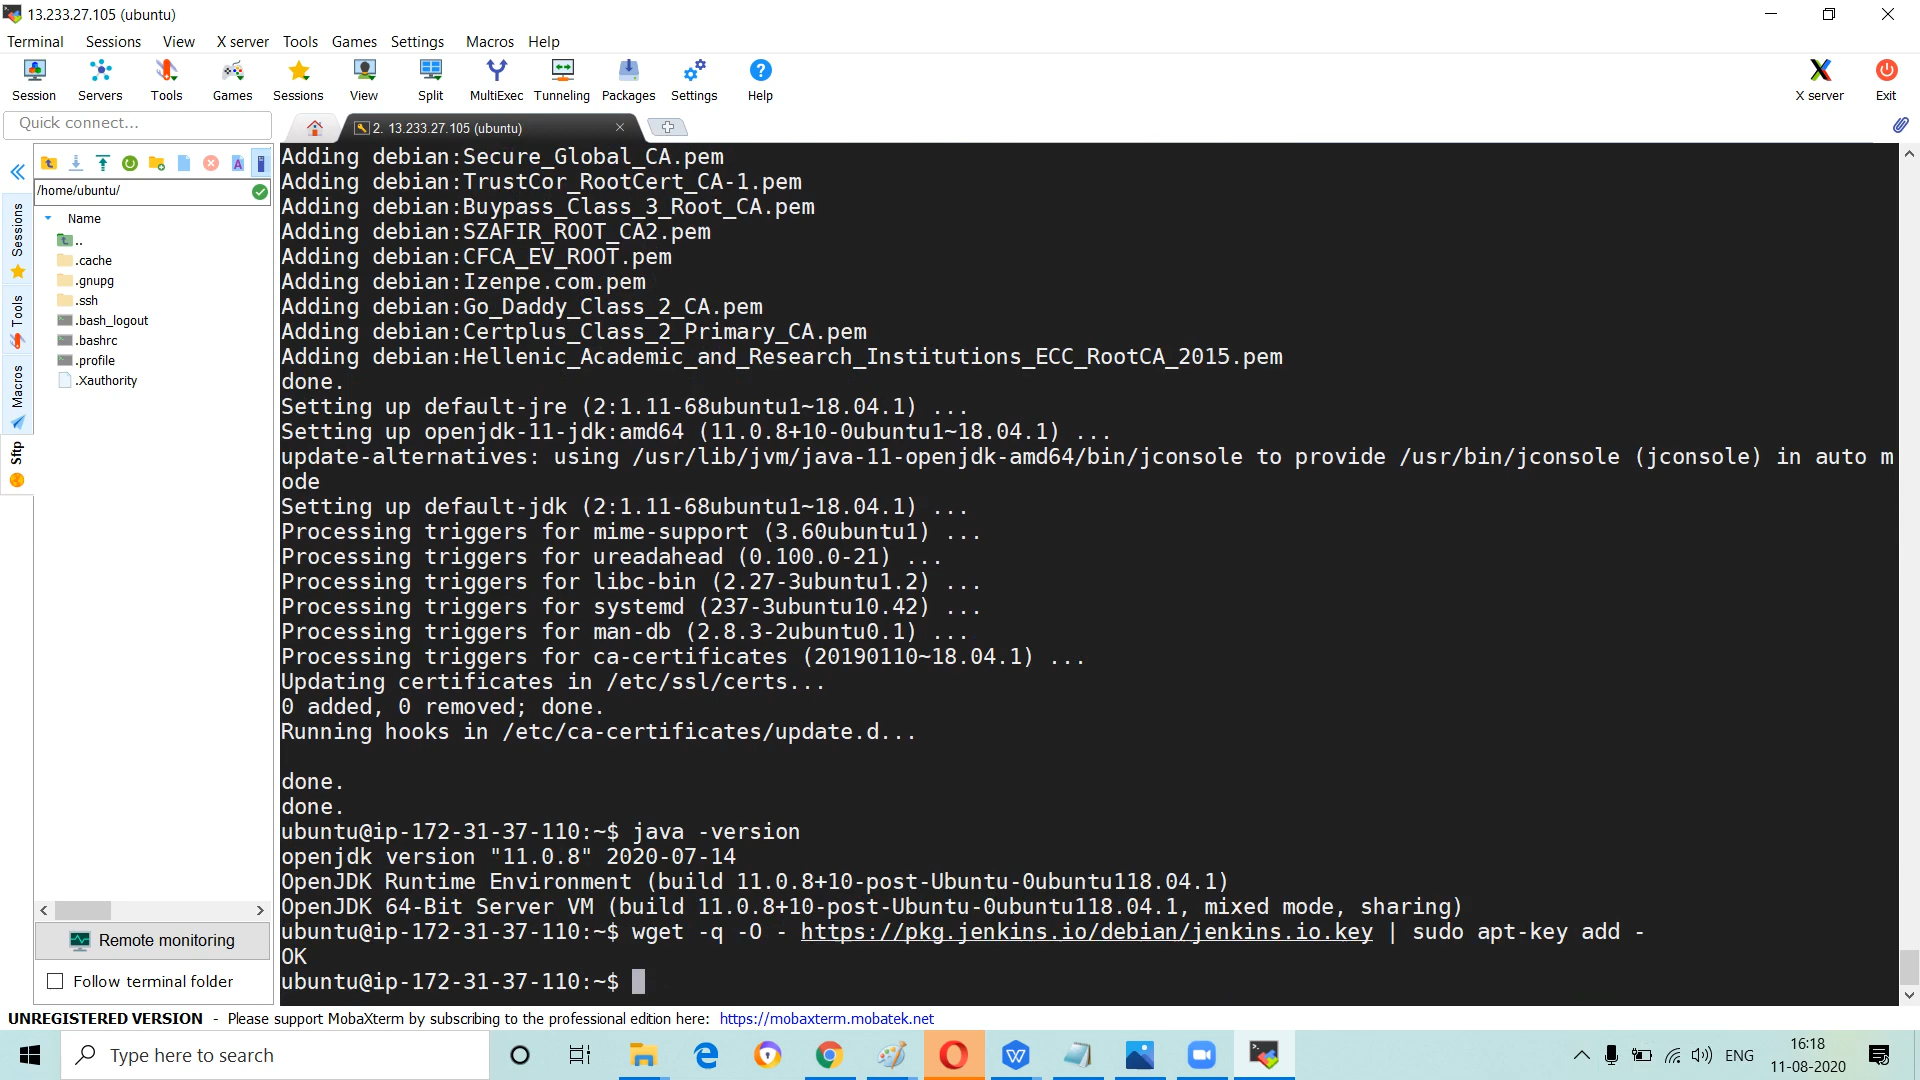 13.233.27.105 (ubuntu)
Terminal Sessions View X server Tools Games Settings Macros Help
Session Servers Tools Games Sessions View Split MultiExec Tunneling Packages Settings Help X server Exit
Quick connect...
2. 13.233.27.105 (ubuntu)
/home/ubuntu/
Name
..
.cache
.gnupg
.ssh
.bash_logout
.bashrc
.profile
.Xauthority
Sessions
Tools
Macros
Sftp
Remote monitoring
Follow terminal folder
Adding debian:Secure_Global_CA.pem
Adding debian:TrustCor_RootCert_CA-1.pem
Adding debian:Buypass_Class_3_Root_CA.pem
Adding debian:SZAFIR_ROOT_CA2.pem
Adding debian:CFCA_EV_ROOT.pem
Adding debian:Izenpe.com.pem
Adding debian:Go_Daddy_Class_2_CA.pem
Adding debian:Certplus_Class_2_Primary_CA.pem
Adding debian:Hellenic_Academic_and_Research_Institutions_ECC_RootCA_2015.pem
done.
Setting up default-jre (2:1.11-68ubuntu1~18.04.1) ...
Setting up openjdk-11-jdk:amd64 (11.0.8+10-0ubuntu1~18.04.1) ...
update-alternatives: using /usr/lib/jvm/java-11-openjdk-amd64/bin/jconsole to provide /usr/bin/jconsole (jconsole) in auto m
ode
Setting up default-jdk (2:1.11-68ubuntu1~18.04.1) ...
Processing triggers for mime-support (3.60ubuntu1) ...
Processing triggers for ureadahead (0.100.0-21) ...
Processing triggers for libc-bin (2.27-3ubuntu1.2) ...
Processing triggers for systemd (237-3ubuntu10.42) ...
Processing triggers for man-db (2.8.3-2ubuntu0.1) ...
Processing triggers for ca-certificates (20190110~18.04.1) ...
Updating certificates in /etc/ssl/certs...
0 added, 0 removed; done.
Running hooks in /etc/ca-certificates/update.d...
done.
done.
ubuntu@ip-172-31-37-110:~$ java -version
openjdk version "11.0.8" 2020-07-14
OpenJDK Runtime Environment (build 11.0.8+10-post-Ubuntu-0ubuntu118.04.1)
OpenJDK 64-Bit Server VM (build 11.0.8+10-post-Ubuntu-0ubuntu118.04.1, mixed mode, sharing)
ubuntu@ip-172-31-37-110:~$ wget -q -O - https://pkg.jenkins.io/debian/jenkins.io.key | sudo apt-key add -
OK
ubuntu@ip-172-31-37-110:~$
UNREGISTERED VERSION - Please support MobaXterm by subscribing to the professional edition here: https://mobaxterm.mobatek.net
Type here to search
ENG
16:18
11-08-2020